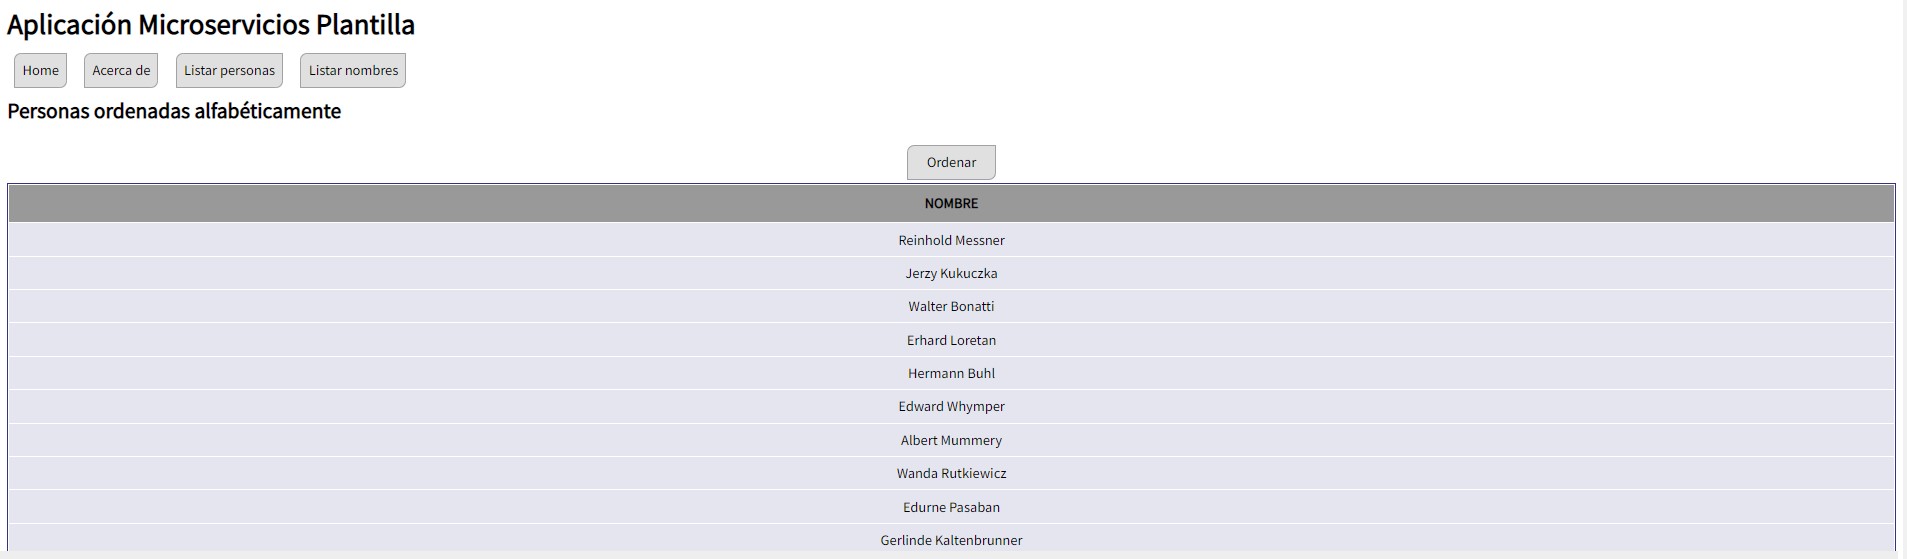 Aplicación Microservicios Plantilla
Home Acerca de Listar personas Listar nombres
Personas ordenadas alfabéticamente
Ordenar
NOMBRE
Reinhold Messner
Jerzy Kukuczka
Walter Bonatti
Erhard Loretan
Hermann Buhl
Edward Whymper
Albert Mummery
Wanda Rutkiewicz
Edurne Pasaban
Gerlinde Kaltenbrunner